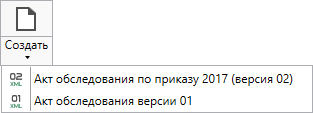 Создать
02 XML Акт обследования по приказу 2017 (версия 02)
01 XML Акт обследования версии 01